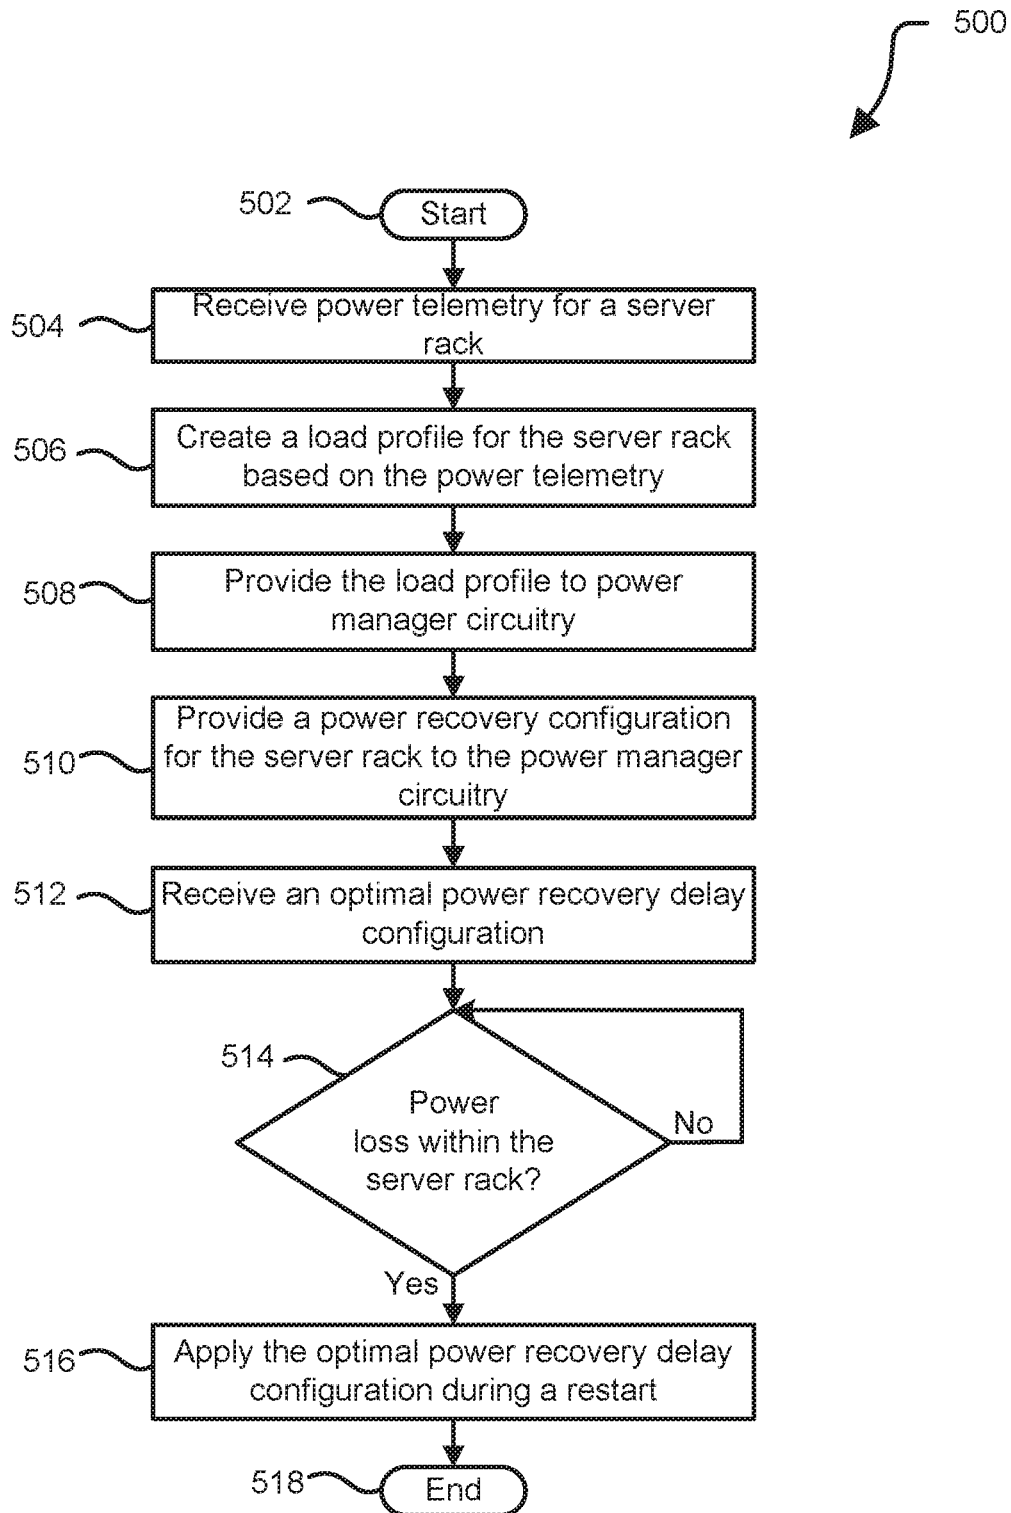 500
502
Start
504
Receive power telemetry for a server
rack
506
Create a load profile for the server rack
based on the power telemetry
508
Provide the load profile to power
manager circuitry
510
Provide a power recovery configuration
for the server rack to the power manager
circuitry
512
Receive an optimal power recovery delay
configuration
514
Power
loss within the
server rack?
No
Yes
516
Apply the optimal power recovery delay
configuration during a restart
518
End